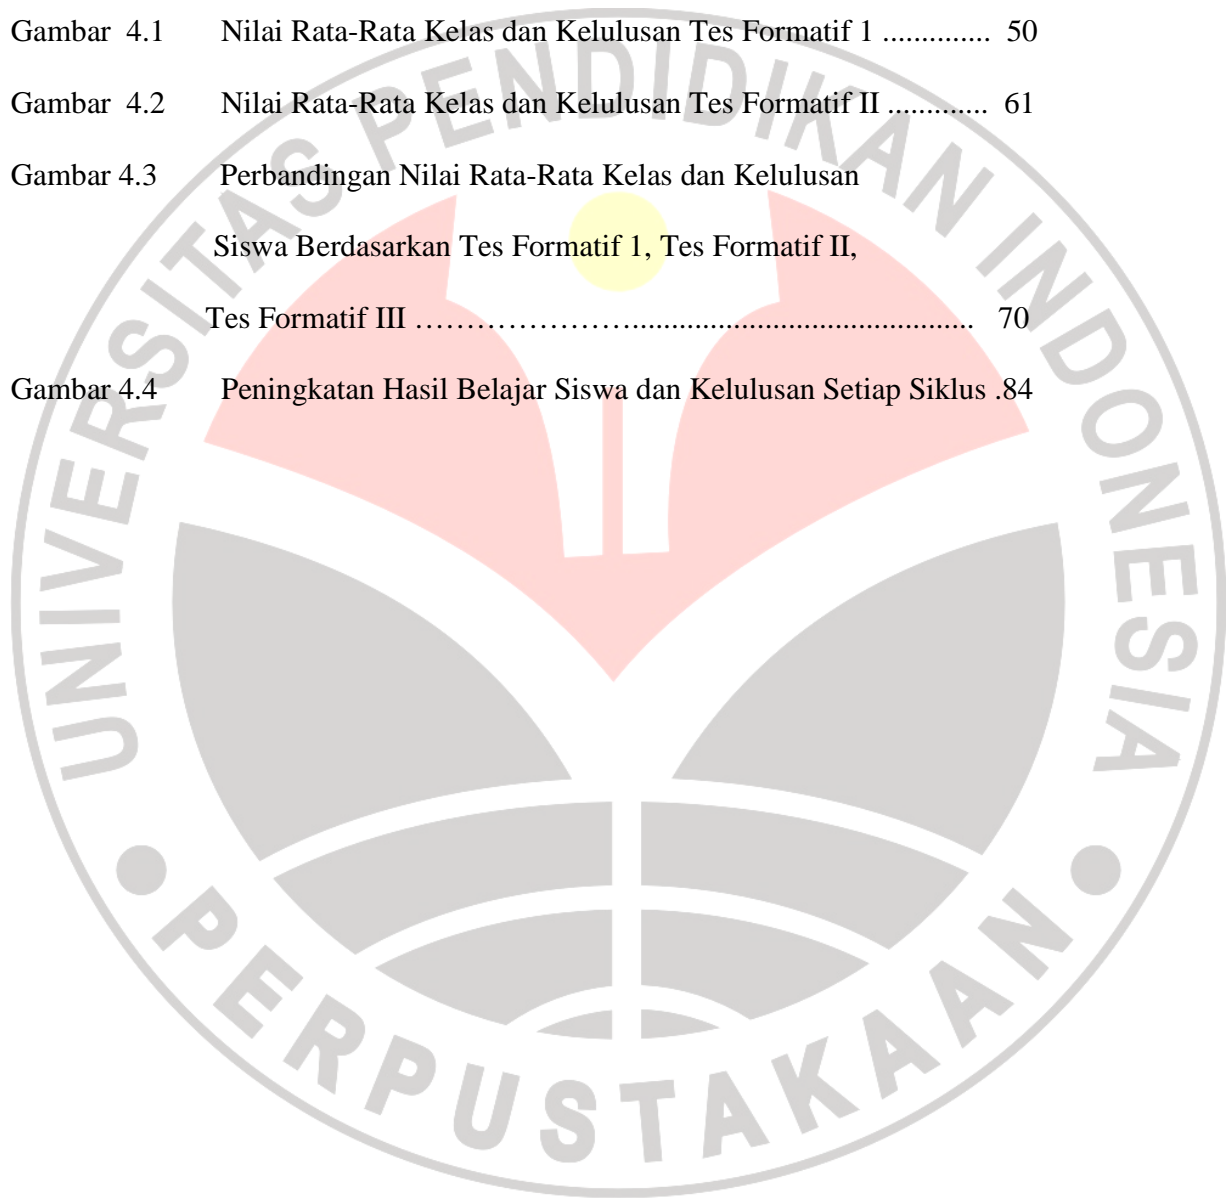 Gambar  4.1 Nilai Rata-Rata Kelas dan Kelulusan Tes Formatif 1 .............. 50
Gambar  4.2 Nilai Rata-Rata Kelas dan Kelulusan Tes Formatif II ............. 61
Gambar 4.3 Perbandingan Nilai Rata-Rata Kelas dan Kelulusan
Siswa Berdasarkan Tes Formatif 1, Tes Formatif II,
Tes Formatif III …………………….......................................... 70
Gambar 4.4 Peningkatan Hasil Belajar Siswa dan Kelulusan Setiap Siklus .84
UNIVERSITAS PENDIDIKAN INDONESIA
PERPUSTAKAAN